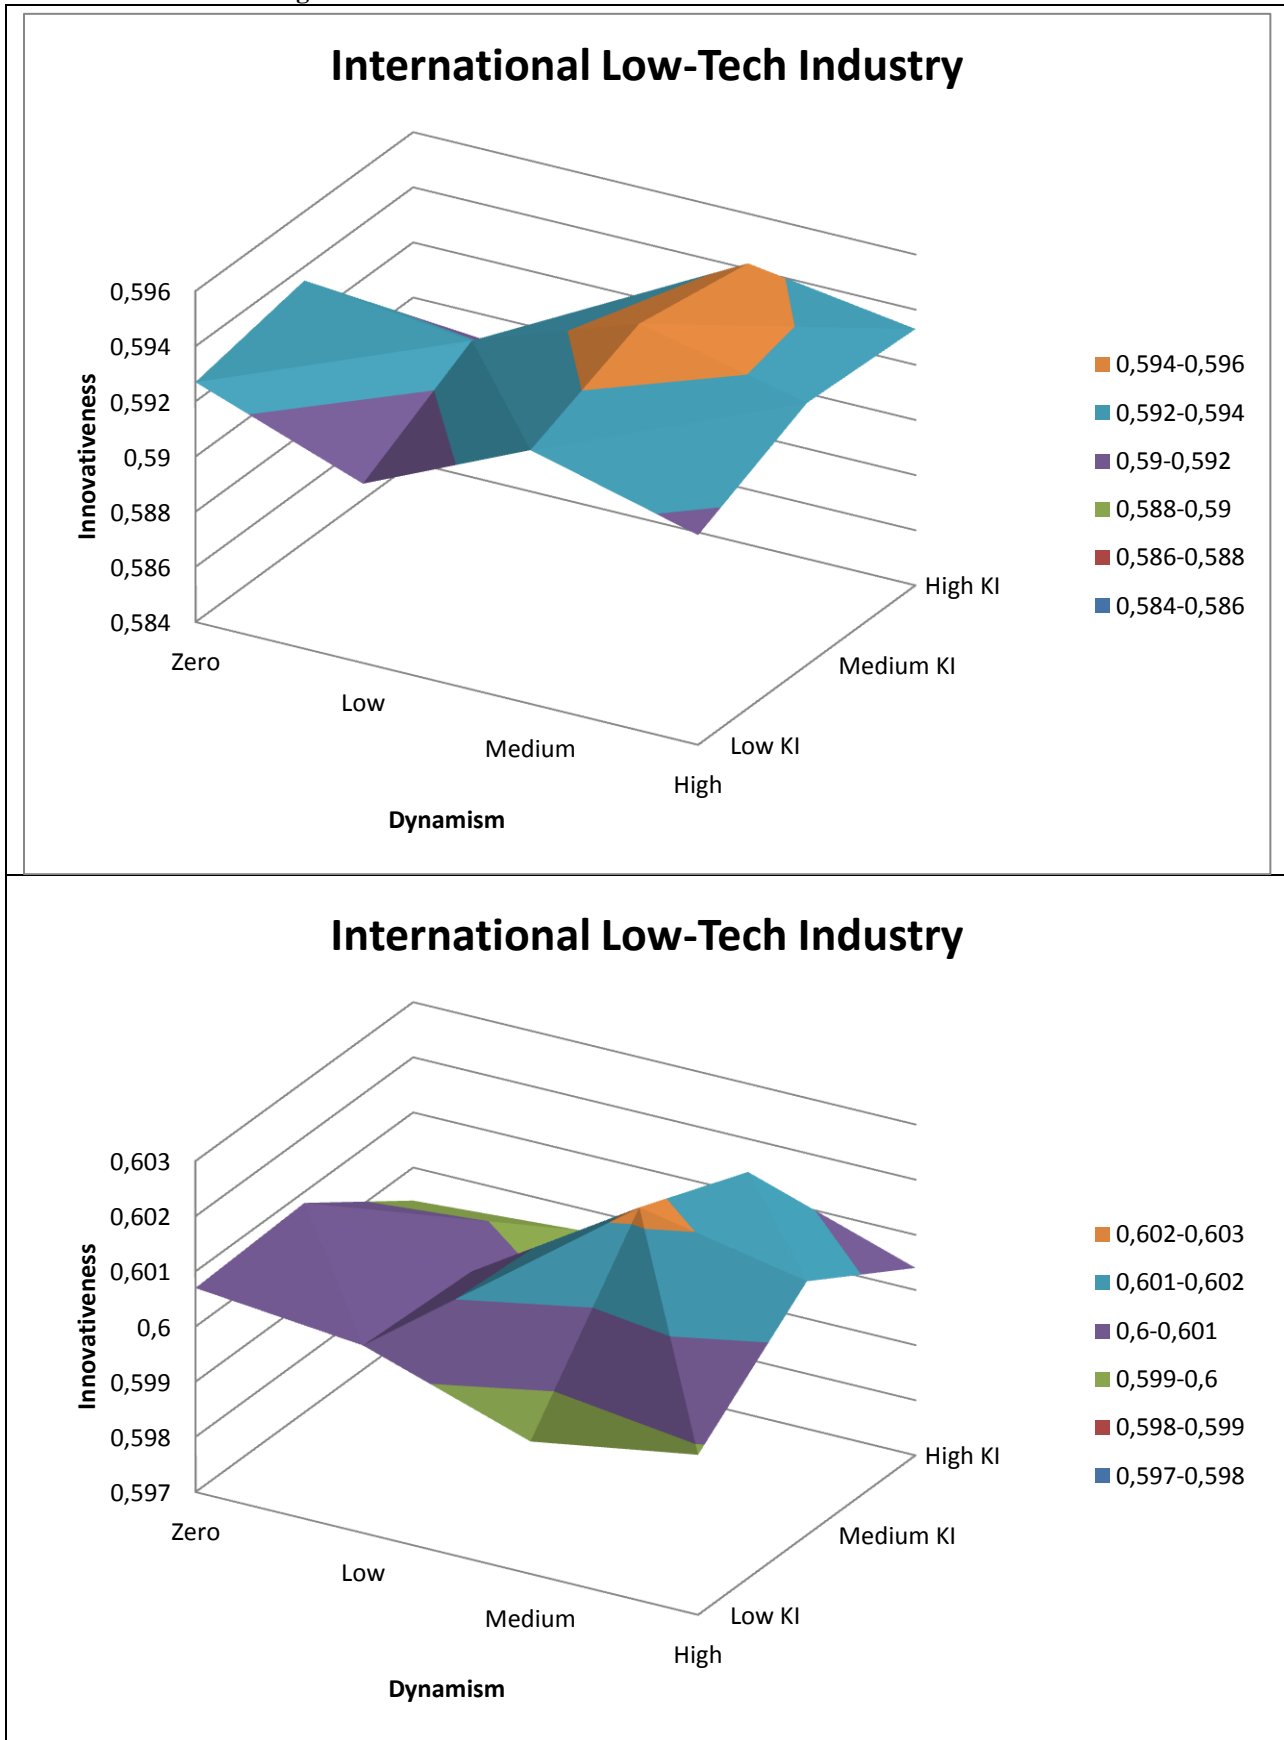 International Low-Tech Industry
0,596
0,594
0,592
0,59
0,588
0,586
0,584
Innovativeness
Zero
Low
Medium
High
Dynamism
Low KI
Medium KI
High KI
0,594-0,596
0,592-0,594
0,59-0,592
0,588-0,59
0,586-0,588
0,584-0,586
International Low-Tech Industry
0,603
0,602
0,601
0,6
0,599
0,598
0,597
Innovativeness
Zero
Low
Medium
High
Dynamism
Low KI
Medium KI
High KI
0,602-0,603
0,601-0,602
0,6-0,601
0,599-0,6
0,598-0,599
0,597-0,598